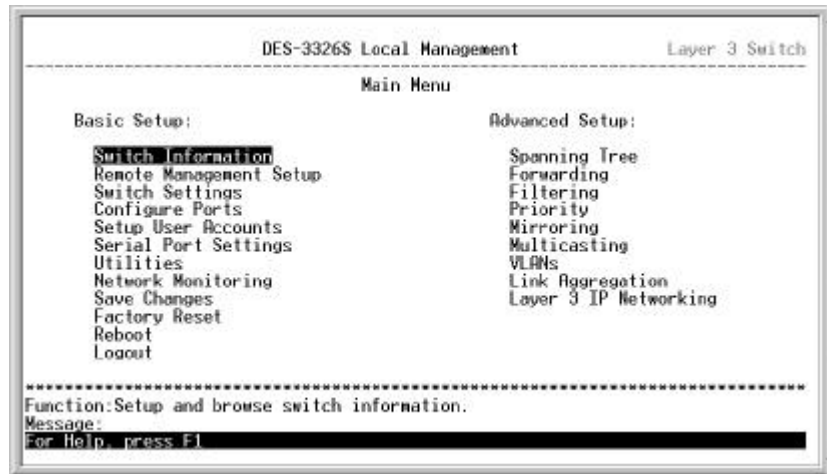 DES-3326S Local Management Layer 3 Switch
Main Menu
Basic Setup:
Switch Information
Remote Management Setup
Switch Settings
Configure Ports
Setup User Accounts
Serial Port Settings
Utilities
Network Monitoring
Save Changes
Factory Reset
Reboot
Logout
Advanced Setup:
Spanning Tree
Forwarding
Filtering
Priority
Mirroring
Multicasting
VLANs
Link Aggregation
Layer 3 IP Networking
*******************************************************************************
Function:Setup and browse switch information.
Message:
For Help, press F1